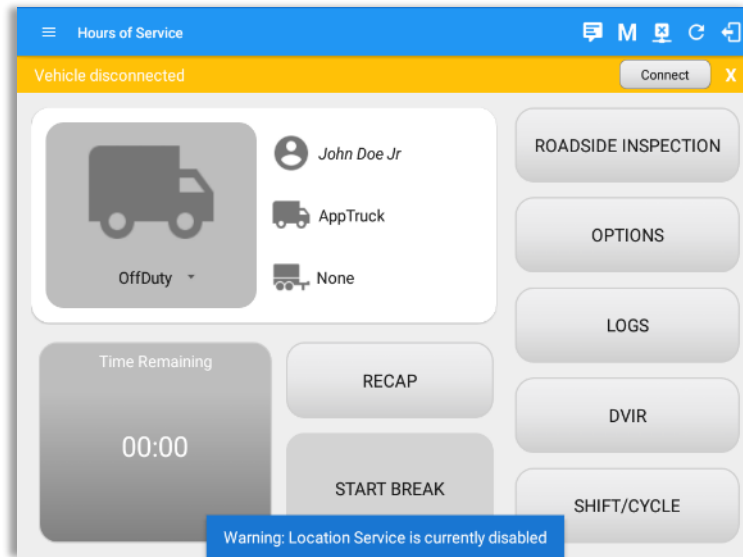 Hours of Service
M
Vehicle disconnected
Connect
X
John Doe Jr
AppTruck
OffDuty
None
Time Remaining
00:00
RECAP
START BREAK
ROADSIDE INSPECTION
OPTIONS
LOGS
DVIR
SHIFT/CYCLE
Warning: Location Service is currently disabled